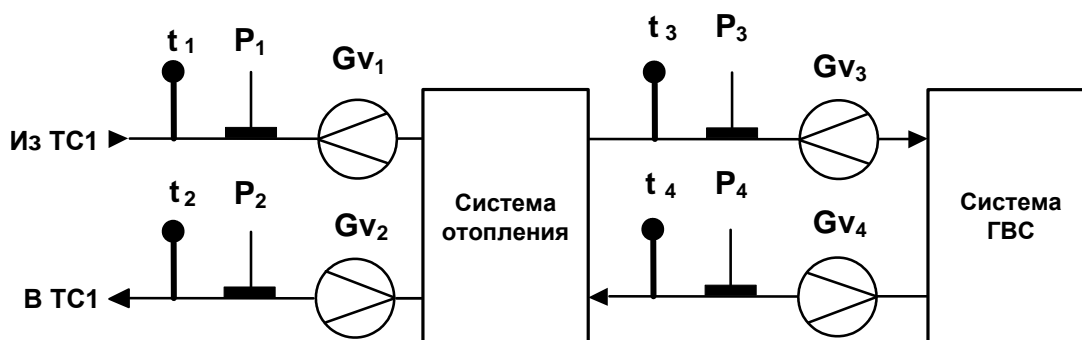 t 1 P1 Gv1 t 3 P3 Gv3
Из ТС1
t 2 P2 Gv2 t 4 P4 Gv4
Система
отопления
Система
ГВС
В ТС1